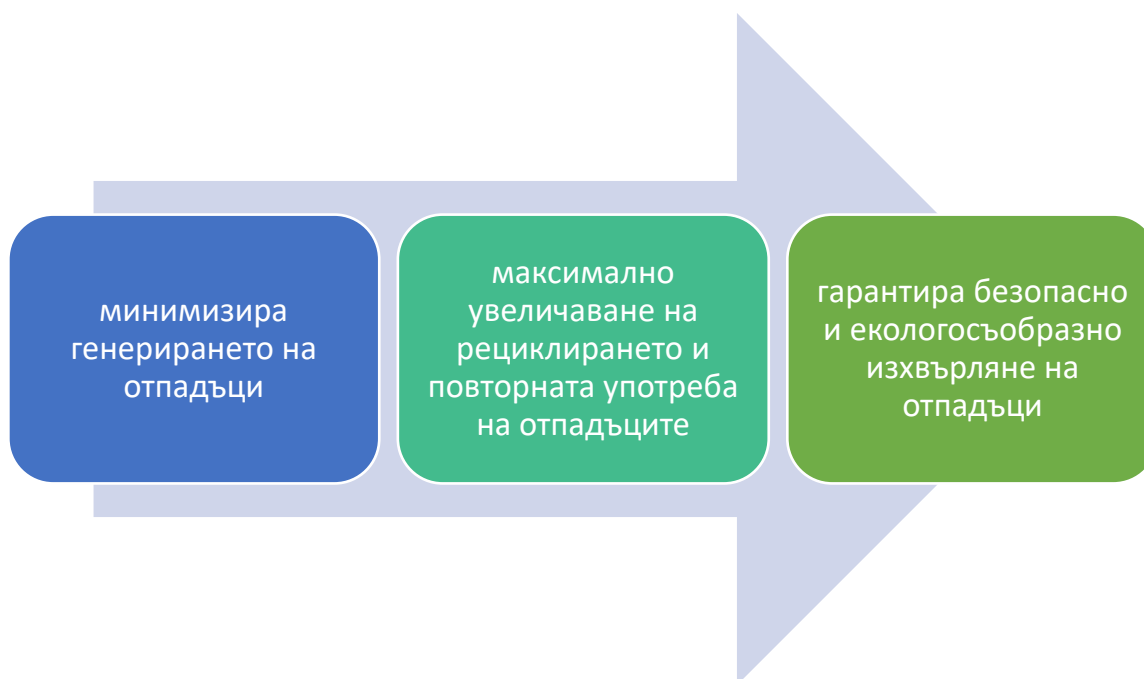 минимизира
генерирането на
отпадъци
максимално
увеличаване на
рециклирането и
повторната употреба
на отпадъците
гарантира безопасно
и екологосъобразно
изхвърляне на
отпадъци